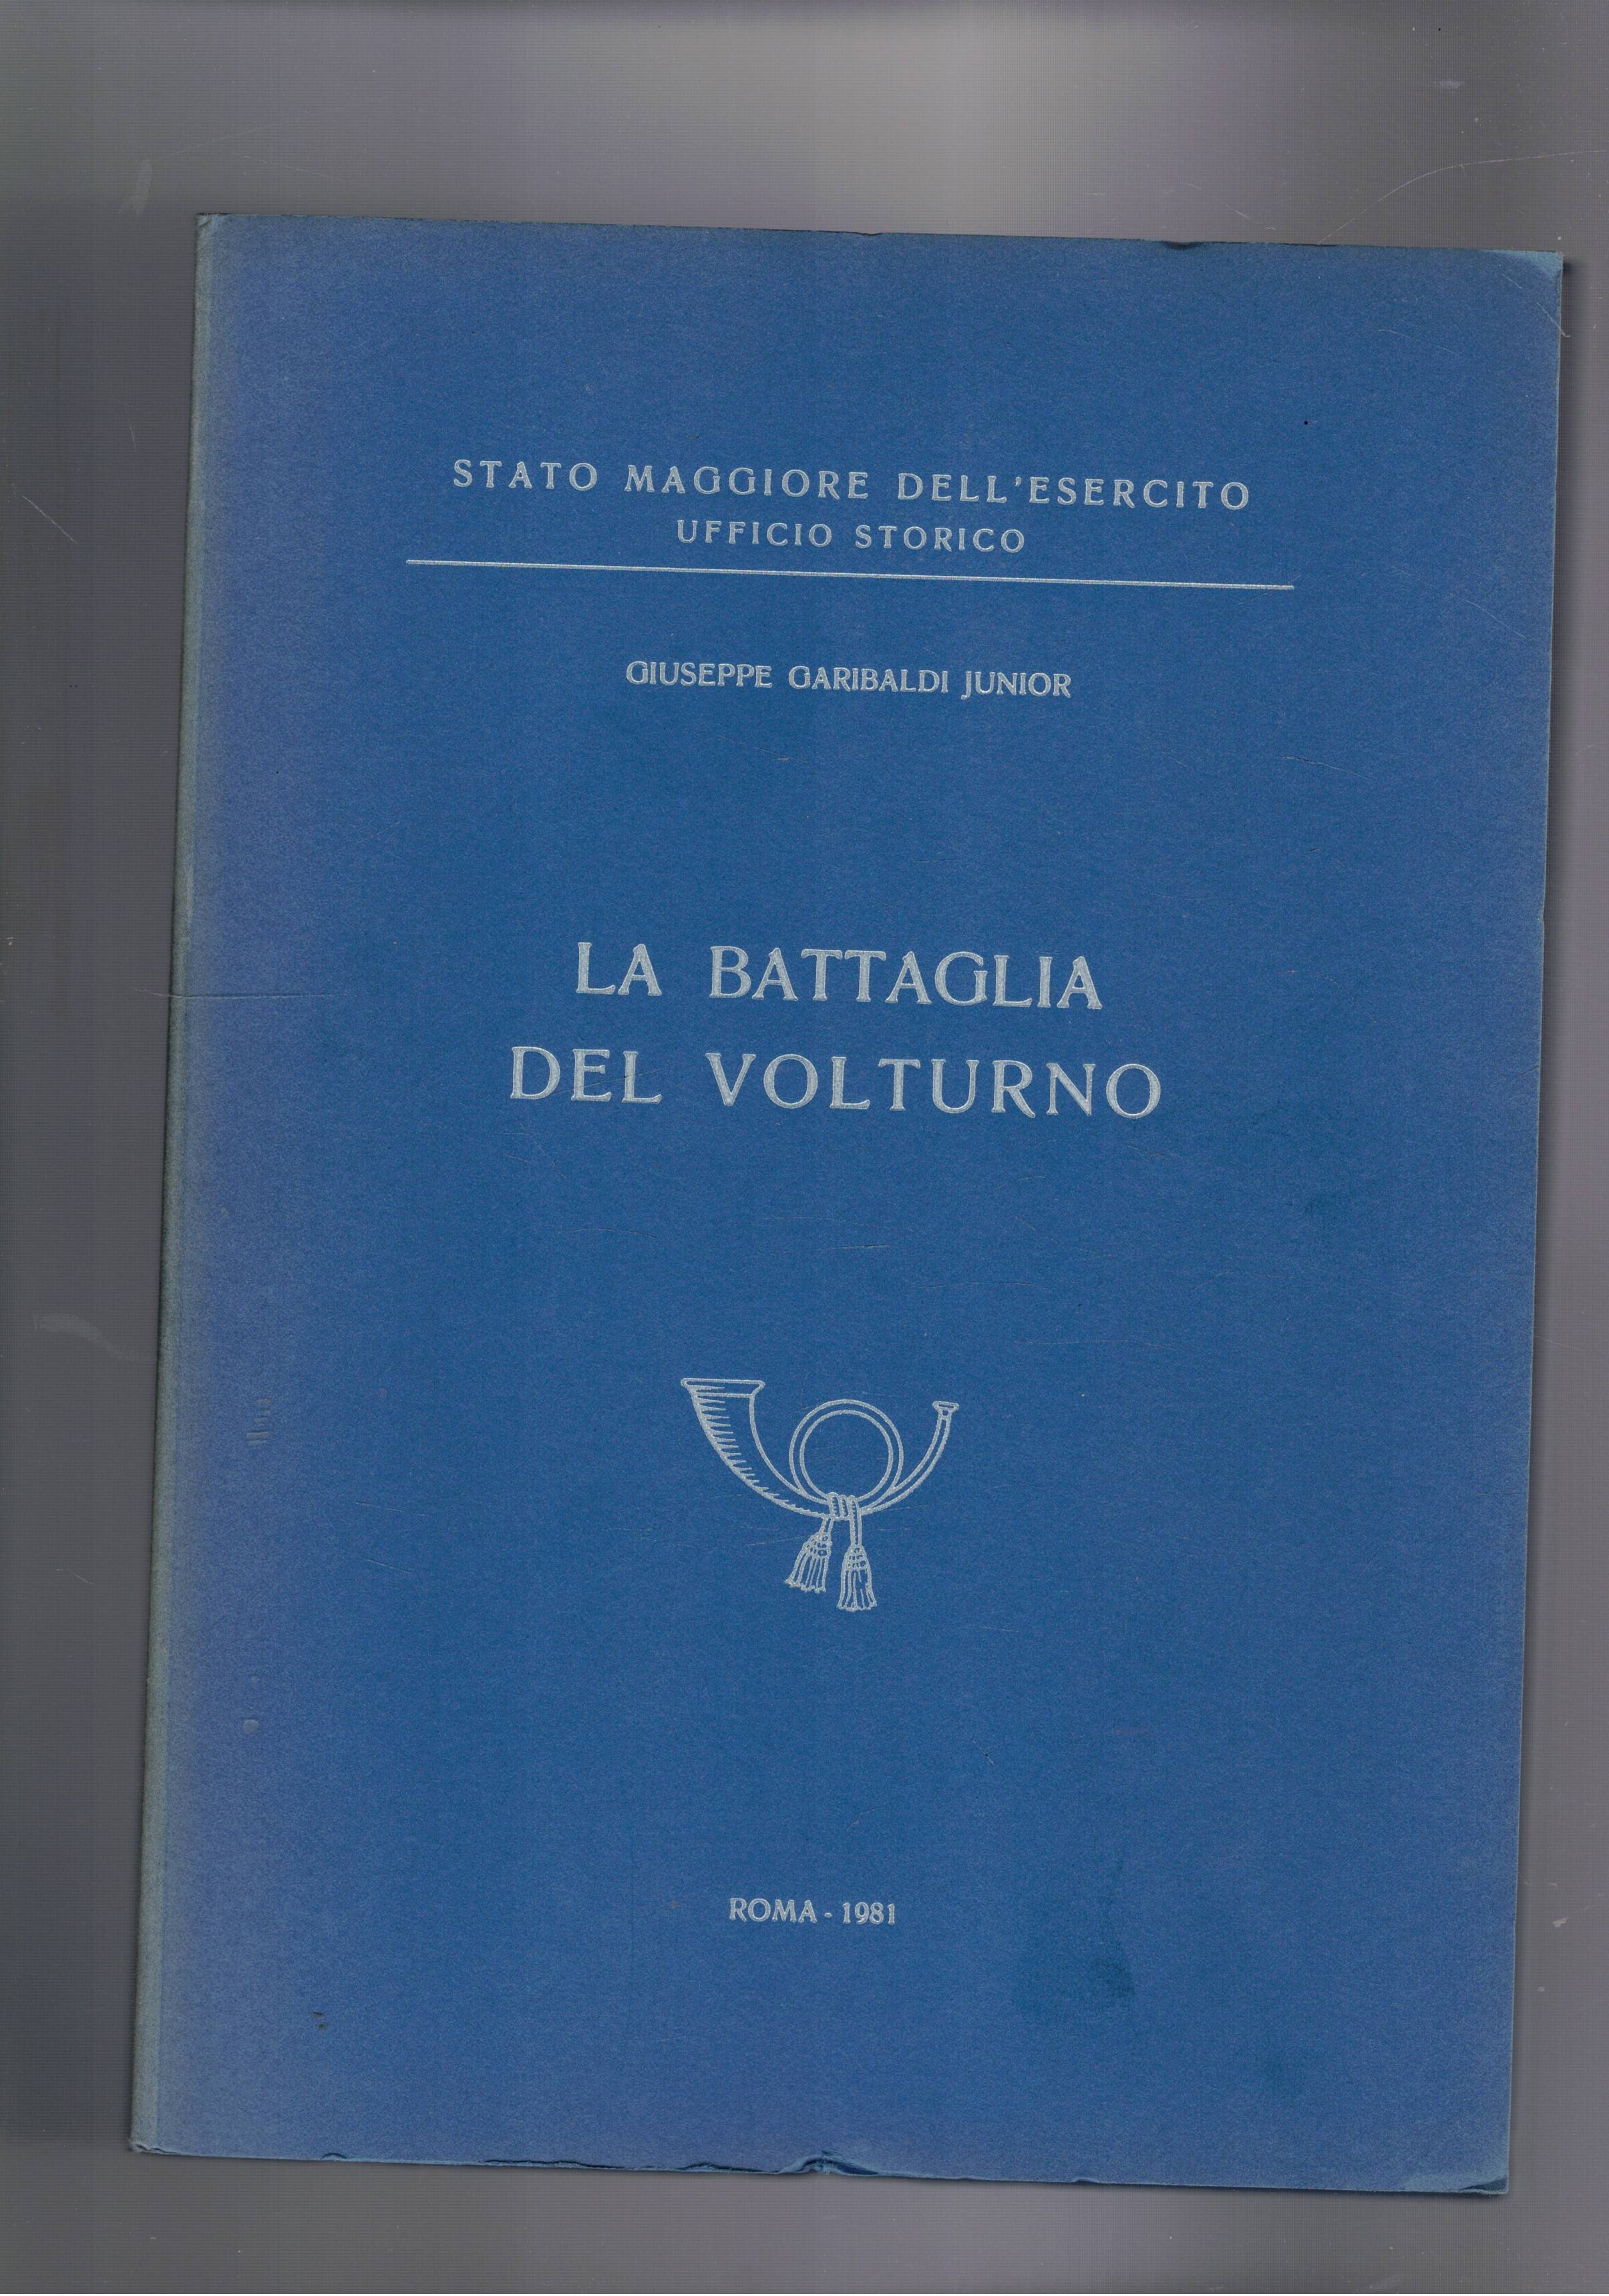 STATO MAGGIORE DELL'ESERCITO
UFFICIO STORICO
GIUSEPPE GARIBALDI JUNIOR
LA BATTAGLIA
DEL VOLTURNO
ROMA - 1981